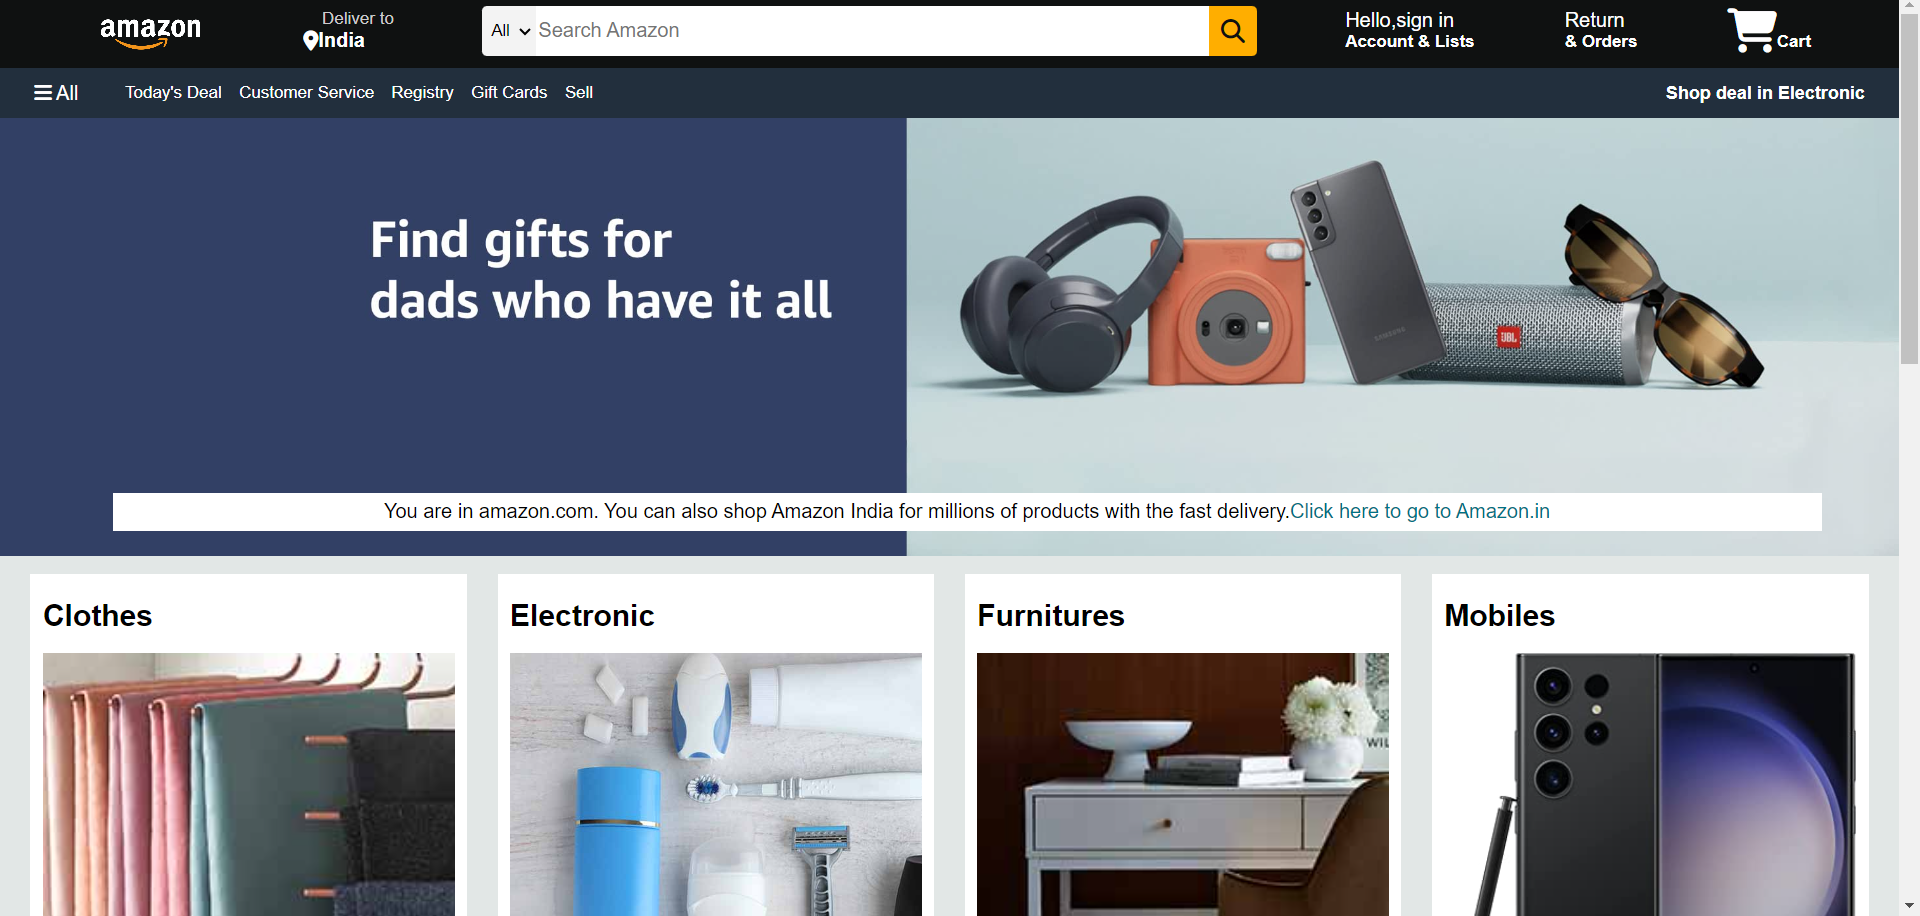 amazon
Deliver to
India
All
Search Amazon
Hello,sign in
Account & Lists
Return
& Orders
Cart
All
Today's Deal
Customer Service
Registry
Gift Cards
Sell
Shop deal in Electronic
Find gifts for
dads who have it all
SAMSUNG
JBL
You are in amazon.com. You can also shop Amazon India for millions of products with the fast delivery.Click here to go to Amazon.in
Clothes
Electronic
Furnitures
Mobiles
WIL